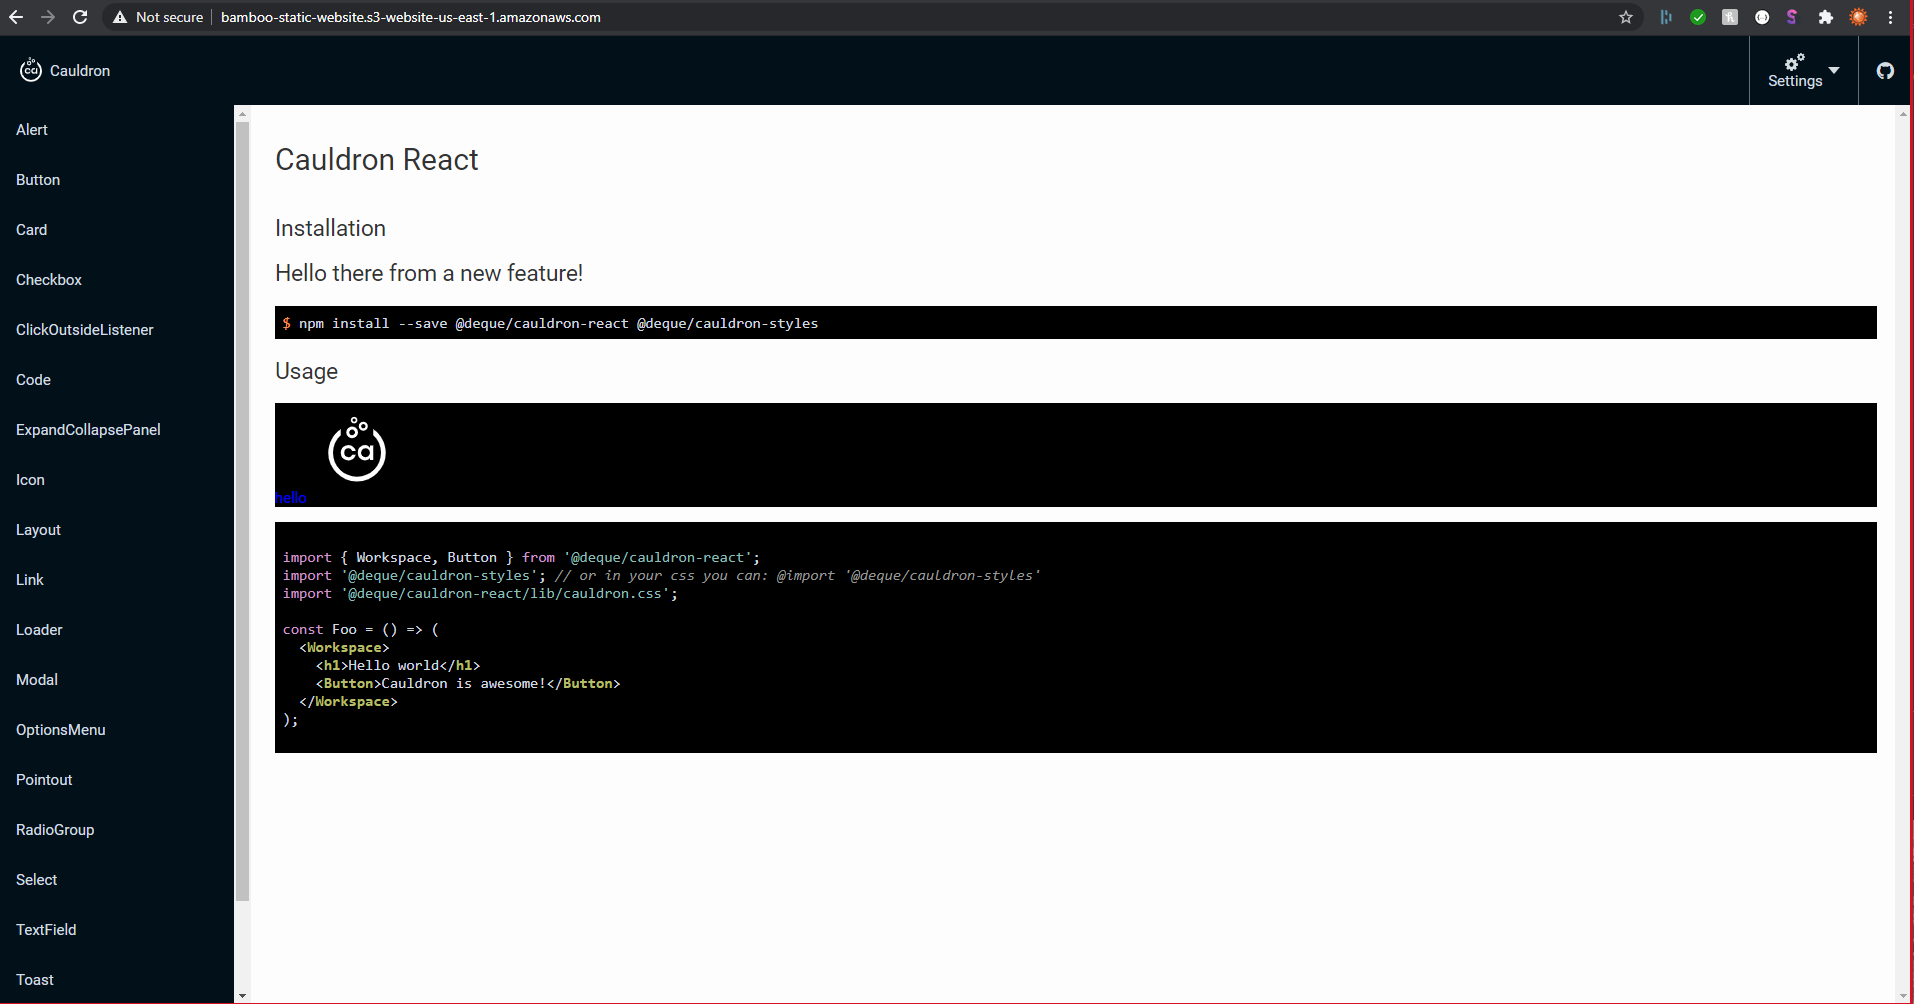 Not secure
bamboo-static-website.s3-website-us-east-1.amazonaws.com
ca
Cauldron
Settings
Alert
Button
Card
Checkbox
ClickOutsideListener
Code
ExpandCollapsePanel
Icon
Layout
Link
Loader
Modal
OptionsMenu
Pointout
RadioGroup
Select
TextField
Toast
Cauldron React
Installation
Hello there from a new feature!
$ npm install --save @deque/cauldron-react @deque/cauldron-styles
Usage
ca
hello
import { Workspace, Button } from '@deque/cauldron-react';
import '@deque/cauldron-styles'; // or in your css you can: @import '@deque/cauldron-styles'
import '@deque/cauldron-react/lib/cauldron.css';
const Foo = () => (
<Workspace>
<h1>Hello world</h1>
<Button>Cauldron is awesome!</Button>
</Workspace>
);